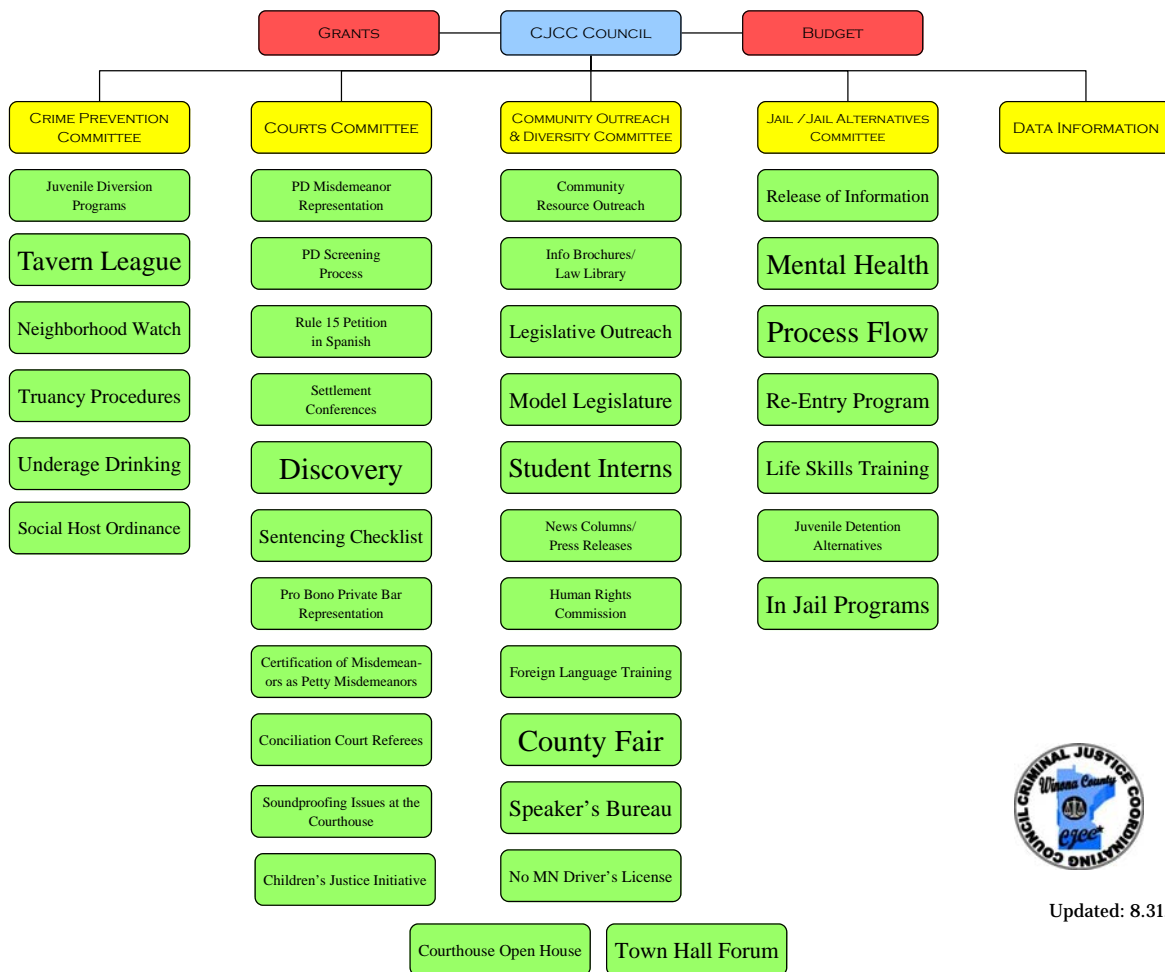 GRANTS
CJCC COUNCIL
BUDGET
CRIME PREVENTION
COMMITTEE
COURTS COMMITTEE
COMMUNITY OUTREACH
& DIVERSITY COMMITTEE
JAIL /JAIL ALTERNATIVES
COMMITTEE
DATA INFORMATION
Juvenile Diversion
Programs
Tavern League
Neighborhood Watch
Truancy Procedures
Underage Drinking
Social Host Ordinance
PD Misdemeanor
Representation
PD Screening
Process
Rule 15 Petition
in Spanish
Settlement
Conferences
Discovery
Sentencing Checklist
Pro Bono Private Bar
Representation
Certification of Misdemean-
ors as Petty Misdemeanors
Conciliation Court Referees
Soundproofing Issues at the
Courthouse
Children's Justice Initiative
Community
Resource Outreach
Info Brochures/
Law Library
Legislative Outreach
Model Legislature
Student Interns
News Columns/
Press Releases
Human Rights
Commission
Foreign Language Training
County Fair
Speaker's Bureau
No MN Driver's License
Release of Information
Mental Health
Process Flow
Re-Entry Program
Life Skills Training
Juvenile Detention
Alternatives
In Jail Programs
Courthouse Open House
Town Hall Forum
CRIMINAL JUSTICE COORDINATING COUNCIL
Winona County
CJCC
Updated: 8.31